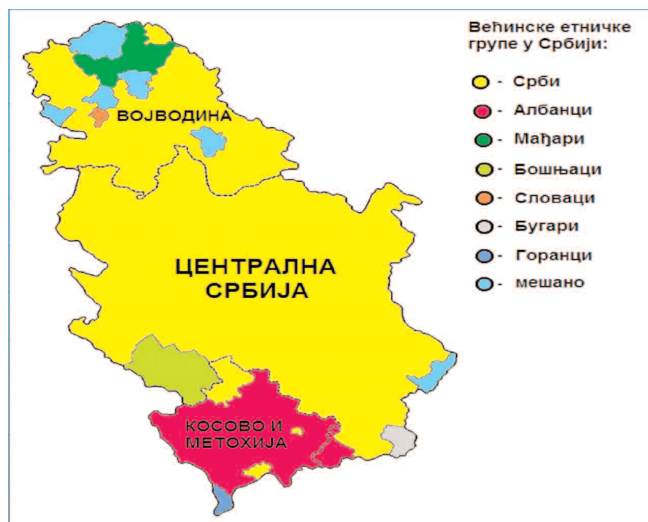 Већинске етничке
групе у Србији:
- Срби
- Албанци
- Мађари
- Бошњаци
- Словаци
- Бугари
- Горанци
- мешано
ВОЈВОДИНА
ЦЕНТРАЛНА
СРБИЈА
КОСОВО И
МЕТОХИЈА